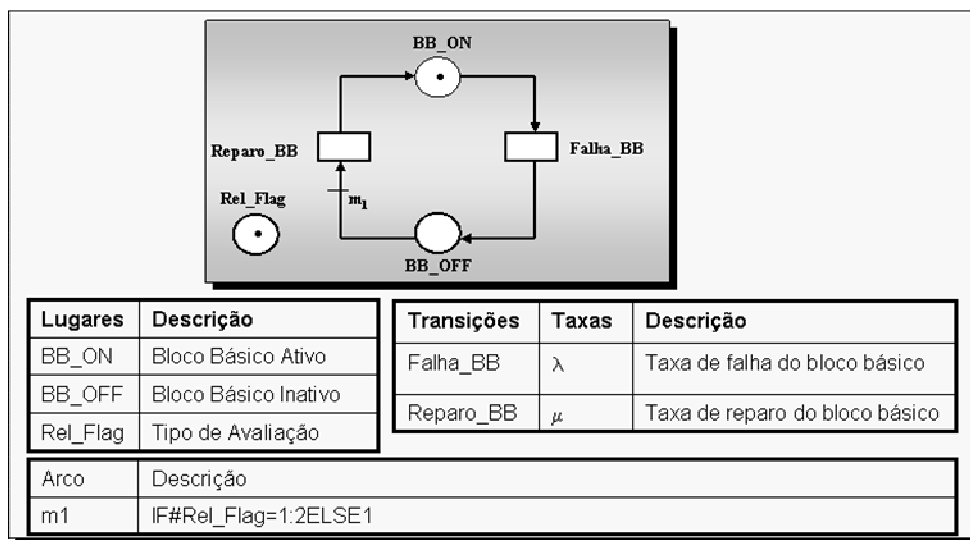 BB_ON
Reparo_BB
Falha_BB
Rel_Flag
m1
BB_OFF
Lugares Descrição
BB_ON Bloco Básico Ativo
BB_OFF Bloco Básico Inativo
Rel_Flag Tipo de Avaliação
Transições Taxas Descrição
Falha_BB λ Taxa de falha do bloco básico
Reparo_BB μ Taxa de reparo do bloco básico
Arco Descrição
m1 IF#Rel_Flag=1:2ELSE1